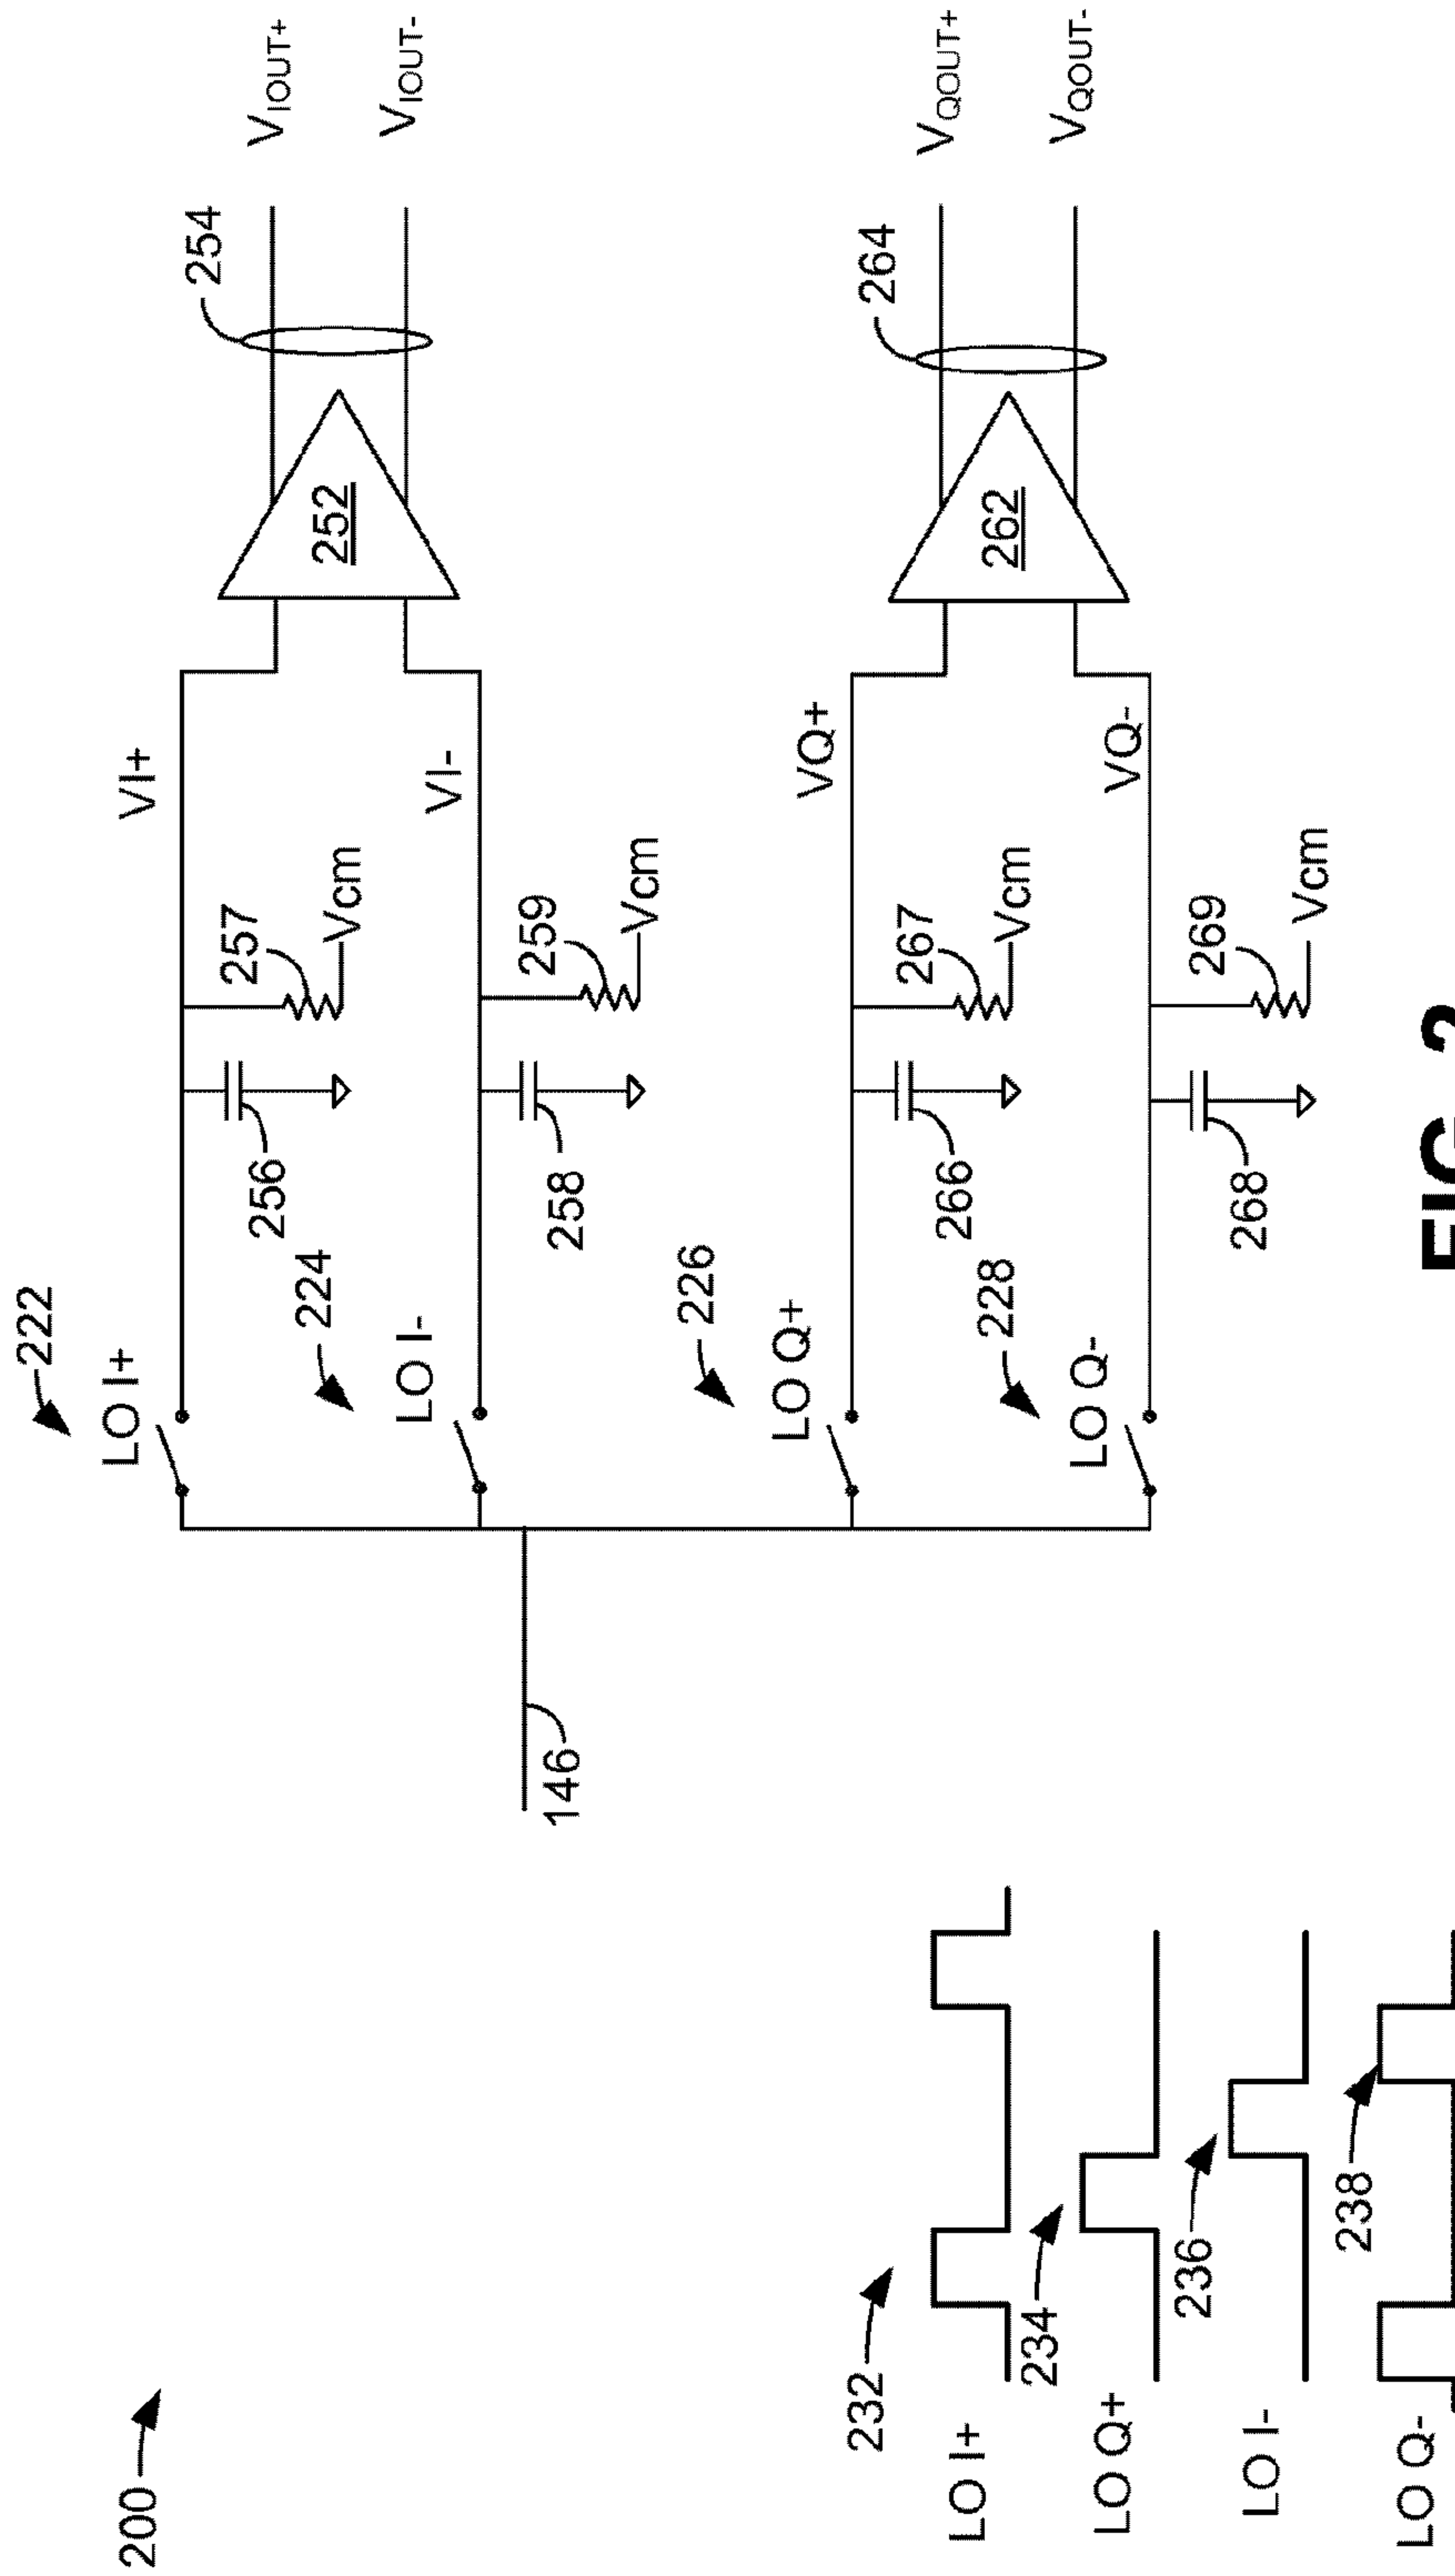 200
222
LO I+
224
LO I-
226
LO Q+
228
LO Q-
146
256
257
Vcm
258
259
Vcm
266
267
Vcm
268
269
Vcm
VI+
VI-
VQ+
VQ-
252
262
254
264
VIOUT+
VIOUT-
VQOUT+
VQOUT-
232
LO I+
234
LO Q+
236
LO I-
238
LO Q-